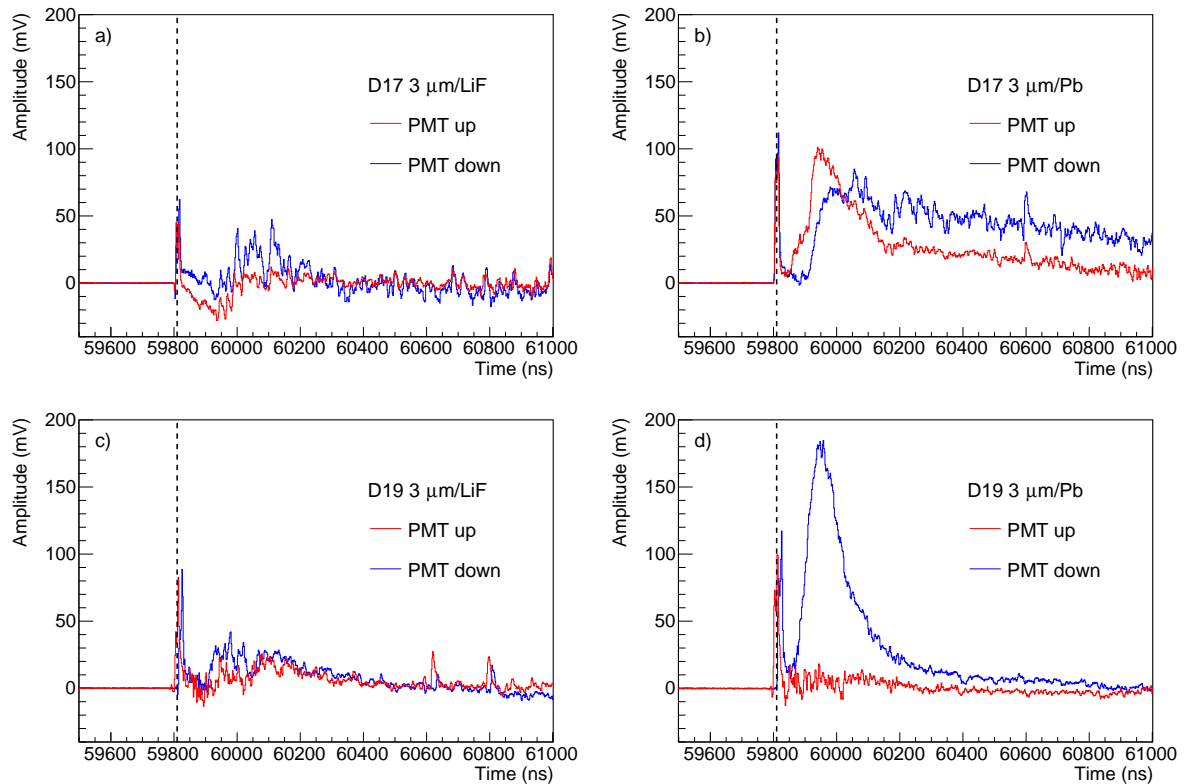 a)
D17 3 μm/LiF
PMT up
PMT down
Amplitude (mV)
200
150
100
50
0
59600 59800 60000 60200 60400 60600 60800 61000
Time (ns)
b)
D17 3 μm/Pb
PMT up
PMT down
Amplitude (mV)
200
150
100
50
0
59600 59800 60000 60200 60400 60600 60800 61000
Time (ns)
c)
D19 3 μm/LiF
PMT up
PMT down
Amplitude (mV)
200
150
100
50
0
59600 59800 60000 60200 60400 60600 60800 61000
Time (ns)
d)
D19 3 μm/Pb
PMT up
PMT down
Amplitude (mV)
200
150
100
50
0
59600 59800 60000 60200 60400 60600 60800 61000
Time (ns)